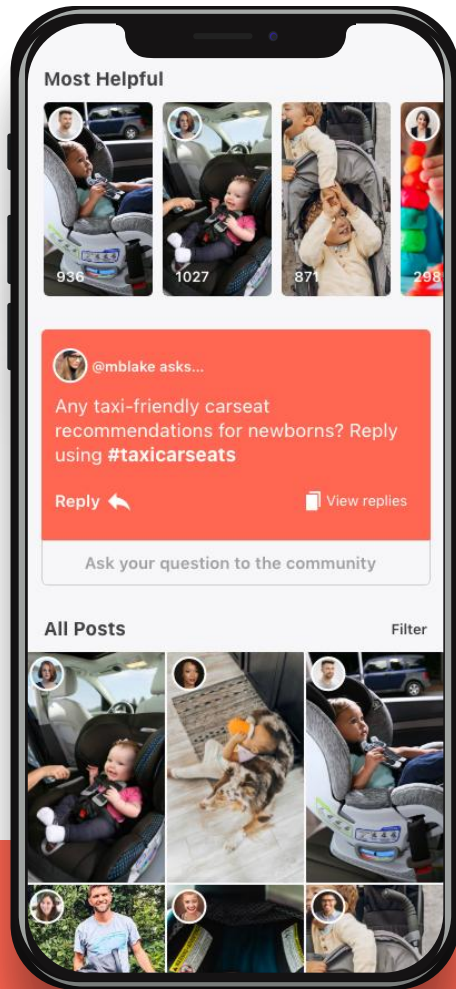 Most Helpful
936
1027
871
298
@mblake asks...
Any taxi-friendly carseat
recommendations for newborns? Reply
using #taxicarseats
Reply
View replies
Ask your question to the community
All Posts
Filter